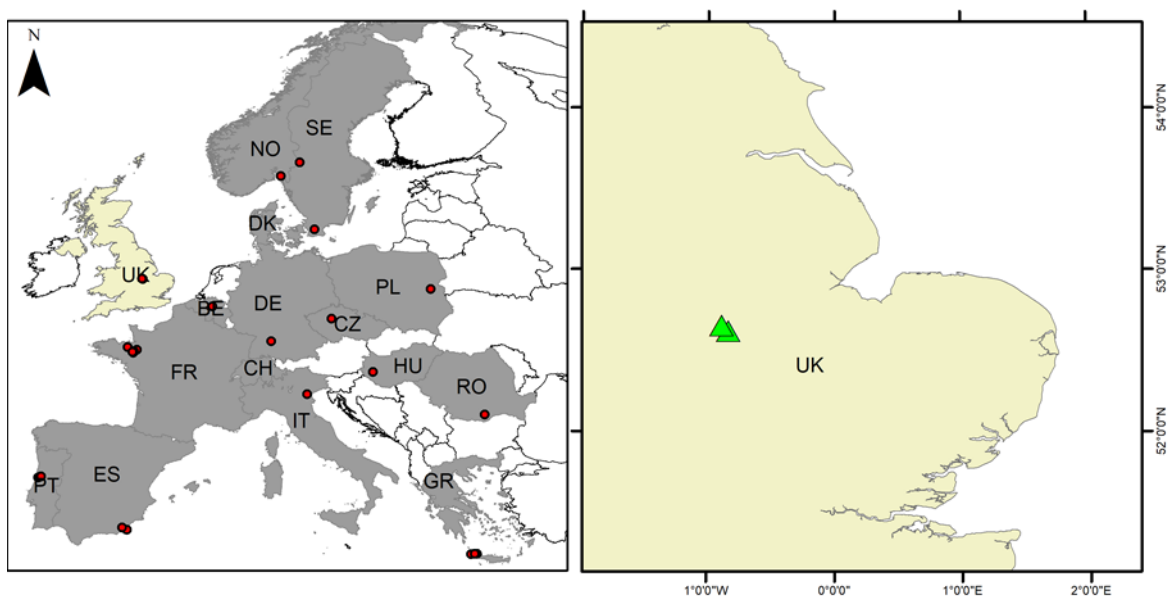 N
SE
NO
DK
UK
BE
DE
PL
CZ
FR
CH
HU
RO
IT
PT
ES
GR
54°0'0"N
53°0'0"N
UK
52°0'0"N
1°0'0"W
0°0'0"
1°0'0"E
2°0'0"E